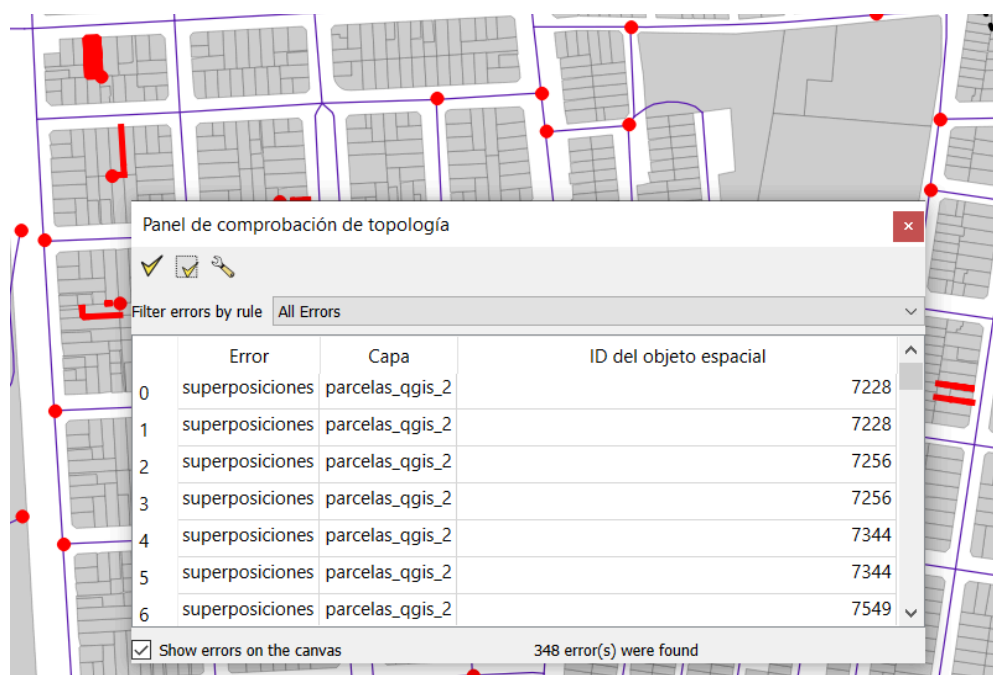 Panel de comprobación de topología
Filter errors by rule All Errors
Error Capa ID del objeto espacial
0 superposiciones parcelas_qgis_2 7228
1 superposiciones parcelas_qgis_2 7228
2 superposiciones parcelas_qgis_2 7256
3 superposiciones parcelas_qgis_2 7256
4 superposiciones parcelas_qgis_2 7344
5 superposiciones parcelas_qgis_2 7344
6 superposiciones parcelas_qgis_2 7549
Show errors on the canvas 348 error(s) were found